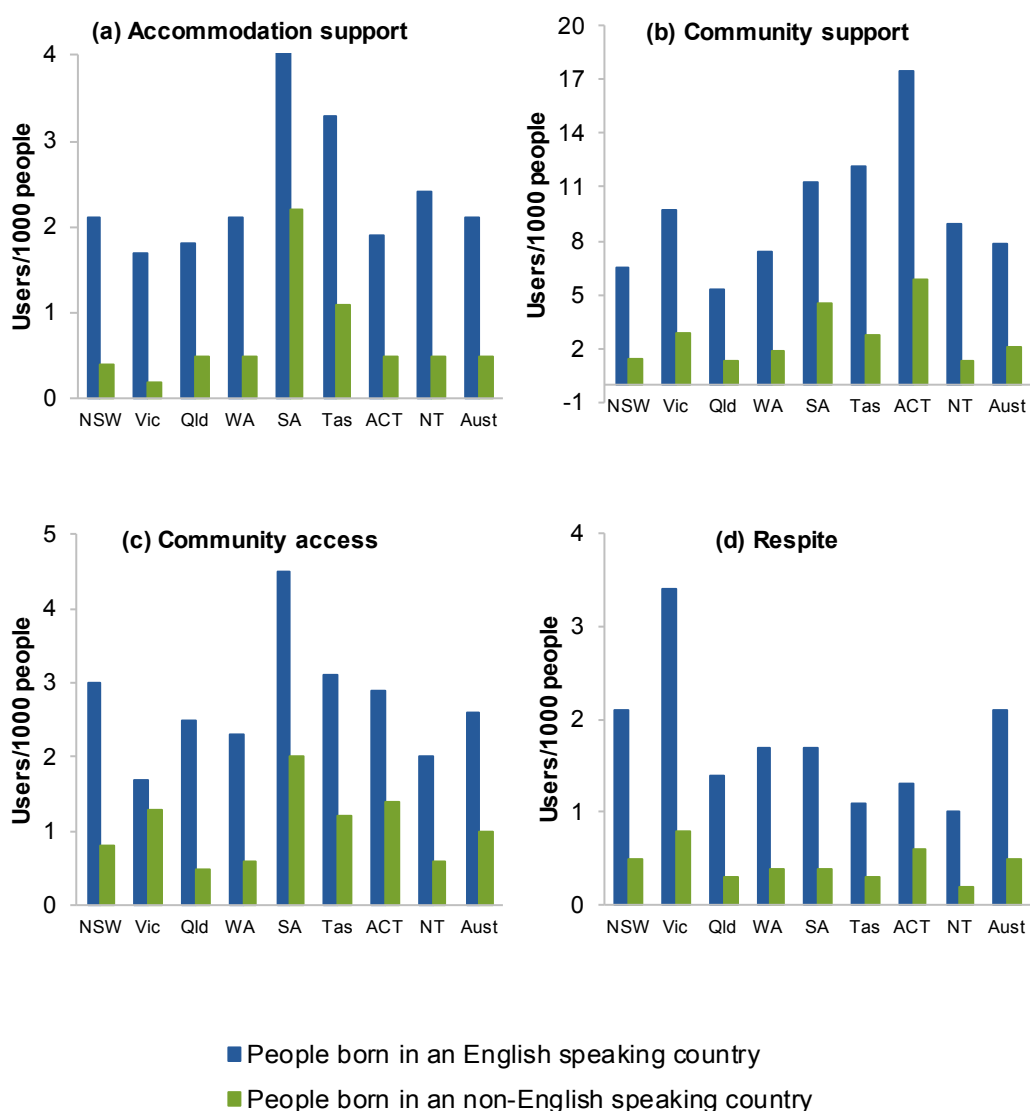 (a) Accommodation support
Users/1000 people
4
3
2
1
0
NSW Vic Qld WA SA Tas ACT NT Aust
(b) Community support
Users/1000 people
20
17
14
11
8
5
2
-1
NSW Vic Qld WA SA Tas ACT NT Aust
(c) Community access
Users/1000 people
5
4
3
2
1
0
NSW Vic Qld WA SA Tas ACT NT Aust
(d) Respite
Users/1000 people
4
3
2
1
0
NSW Vic Qld WA SA Tas ACT NT Aust
People born in an English speaking country
People born in an non-English speaking country